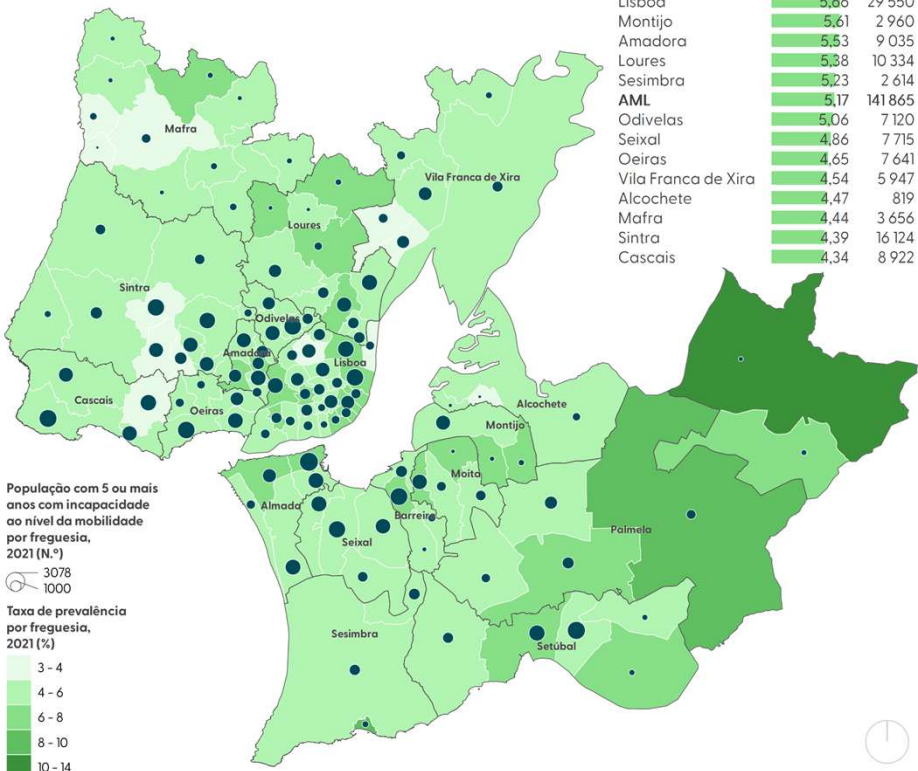 Lisboa 5,66 29 550
Montijo 5,61 2 960
Amadora 5,53 9 035
Loures 5,38 10 334
Sesimbra 5,23 2 614
AML 5,17 141 865
Odivelas 5,06 7 120
Seixal 4,86 7 715
Oeiras 4,65 7 641
Vila Franca de Xira 4,54 5 947
Alcochete 4,47 819
Mafra 4,44 3 656
Sintra 4,39 16 124
Cascais 4,34 8 922
Mafra
Vila Franca de Xira
Loures
Sintra
Odivelas
Amadora
Lisboa
Cascais
Oeiras
Alcochete
Montijo
Moita
Almada
Barreiro
Seixal
Palmela
Sesimbra
Setúbal
População com 5 ou mais
anos com incapacidade
ao nível da mobilidade
por freguesia,
2021 (N.º)
3078
1000
Taxa de prevalência
por freguesia,
2021 (%)
3 - 4
4 - 6
6 - 8
8 - 10
10 - 14